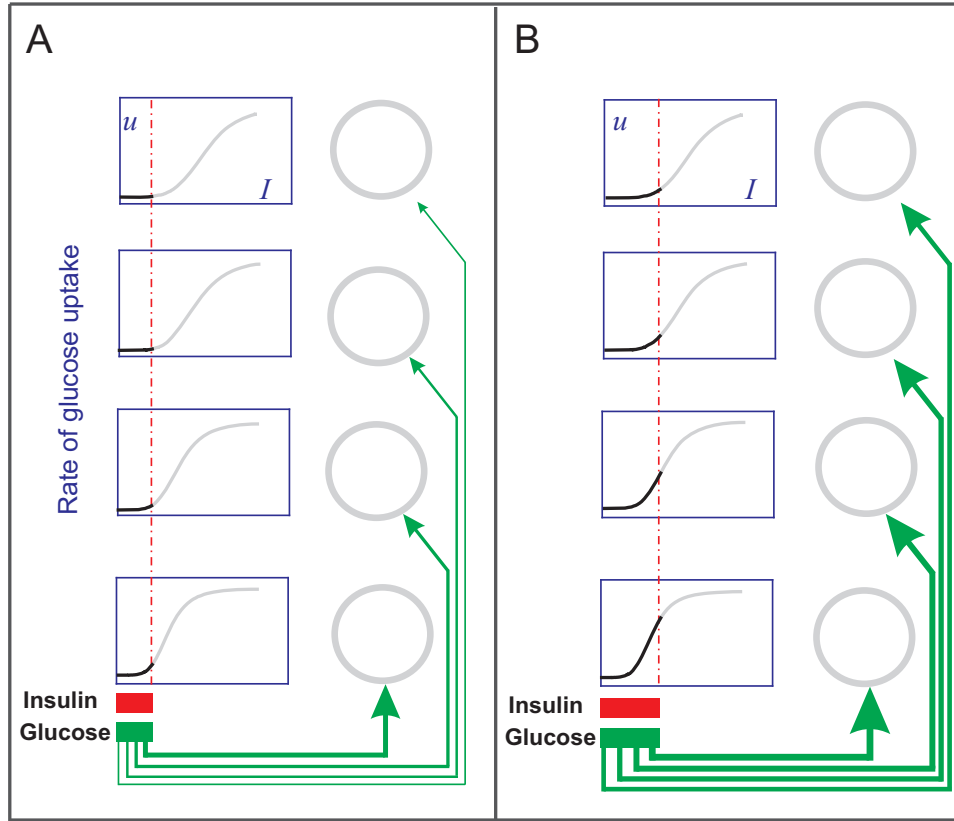 A
u
I
Rate of glucose uptake
Insulin
Glucose
B
u
I
Insulin
Glucose